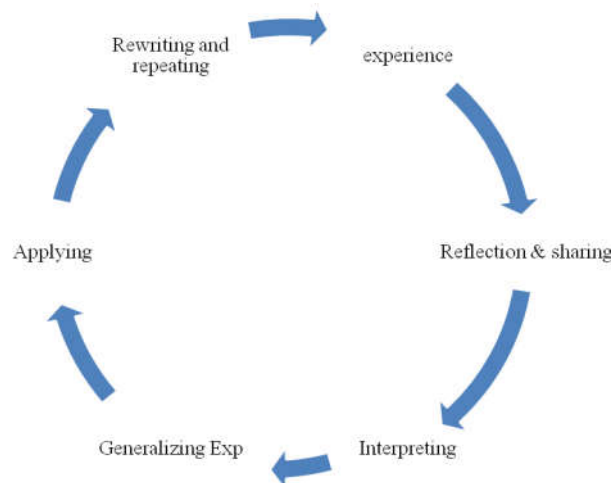 Rewriting and
repeating
experience
Reflection & sharing
Interpreting
Generalizing Exp
Applying